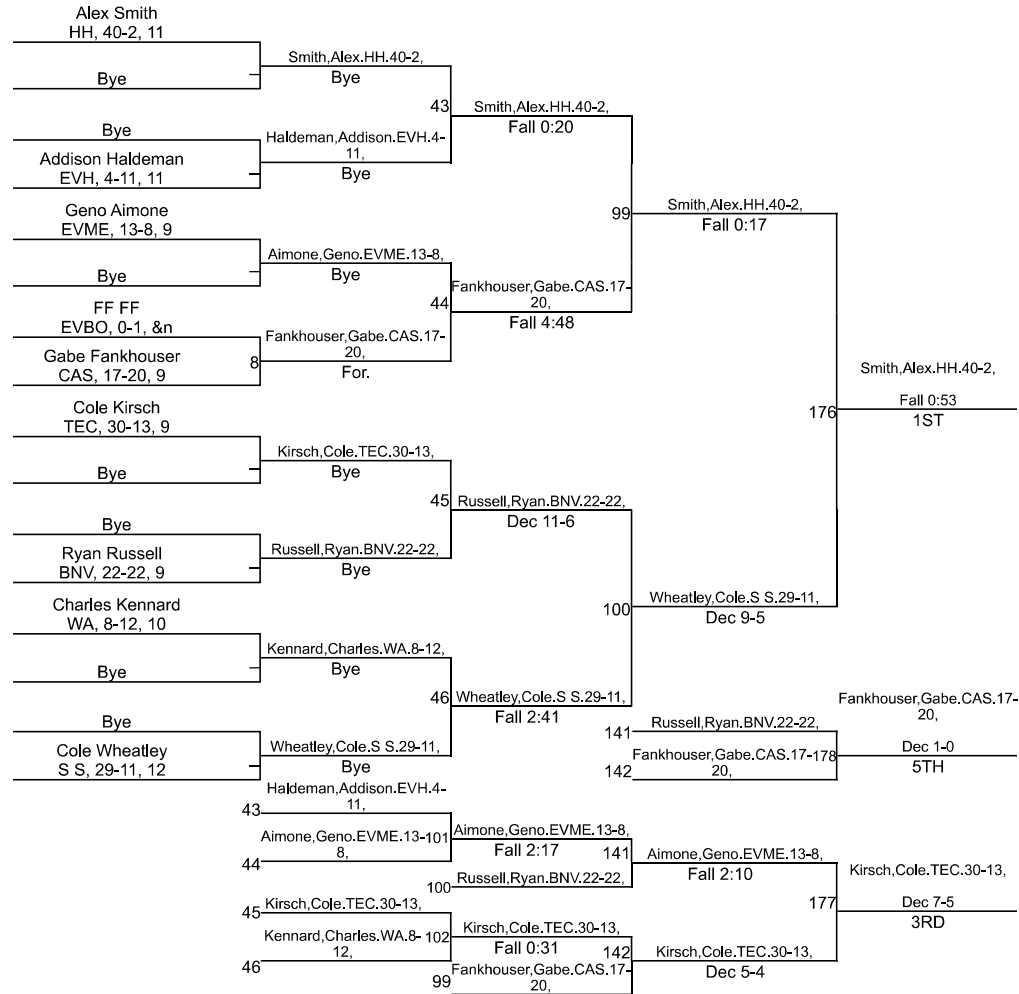 Alex Smith
HH, 40-2, 11
Smith,Alex.HH.40-2,
Bye
Bye
43
Smith,Alex.HH.40-2,
Fall 0:20
Bye
Haldeman,Addison.EVH.4-
11,
Bye
Addison Haldeman
EVH, 4-11, 11
Geno Aimone
EVME, 13-8, 9
99
Smith,Alex.HH.40-2,
Fall 0:17
Aimone,Geno.EVME.13-8,
Bye
Bye
44
Fankhouser,Gabe.CAS.17-
20,
Fall 4:48
FF FF
EVBO, 0-1, &n
Fankhouser,Gabe.CAS.17-
20,
For.
8
Gabe Fankhouser
CAS, 17-20, 9
Smith,Alex.HH.40-2,
Fall 0:53
1ST
176
Cole Kirsch
TEC, 30-13, 9
Kirsch,Cole.TEC.30-13,
Bye
Bye
45
Russell,Ryan.BNV.22-22,
Dec 11-6
Bye
Russell,Ryan.BNV.22-22,
Bye
Ryan Russell
BNV, 22-22, 9
Charles Kennard
WA, 8-12, 10
100
Wheatley,Cole.S S.29-11,
Dec 9-5
Kennard,Charles.WA.8-12,
Bye
Bye
46
Wheatley,Cole.S S.29-11,
Fall 2:41
Bye
Wheatley,Cole.S S.29-11,
Bye
Cole Wheatley
S S, 29-11, 12
141
Russell,Ryan.BNV.22-22,
142
Fankhouser,Gabe.CAS.17-
20,
178
Fankhouser,Gabe.CAS.17-
20,
Dec 1-0
5TH
43
Haldeman,Addison.EVH.4-
11,
44
Aimone,Geno.EVME.13-
8,
101
Aimone,Geno.EVME.13-8,
Fall 2:17
141
100
Russell,Ryan.BNV.22-22,
Aimone,Geno.EVME.13-8,
Fall 2:10
177
Kirsch,Cole.TEC.30-13,
Dec 7-5
3RD
45
Kirsch,Cole.TEC.30-13,
46
Kennard,Charles.WA.8-
12,
102
Kirsch,Cole.TEC.30-13,
Fall 0:31
142
99
Fankhouser,Gabe.CAS.17-
20,
Kirsch,Cole.TEC.30-13,
Dec 5-4